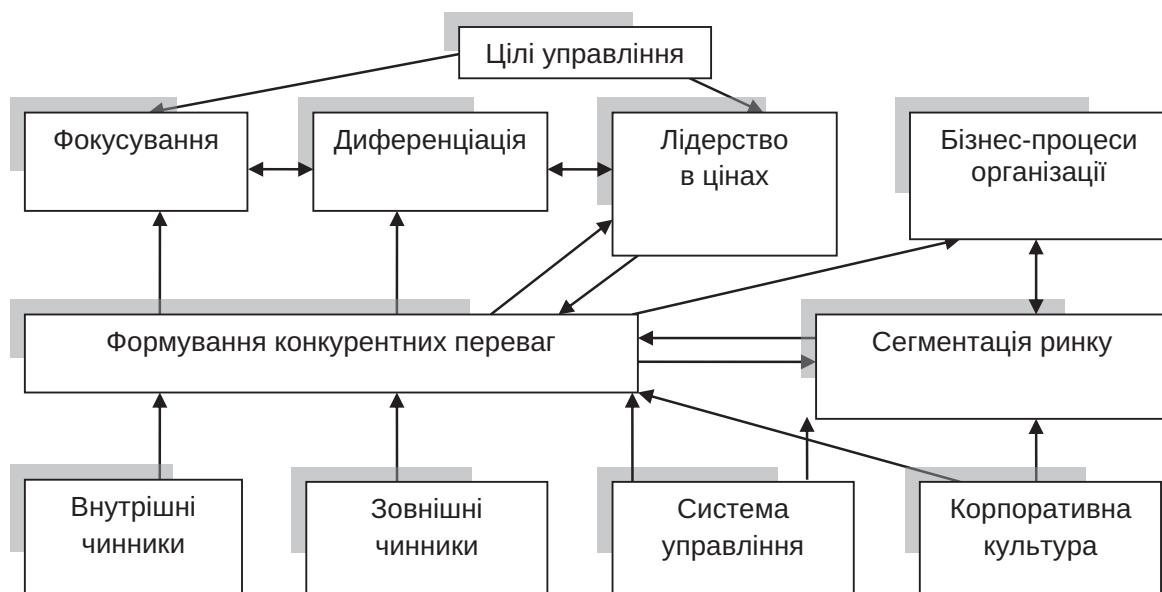 Цілі управління
Фокусування
Диференціація
Лідерство
в цінах
Бізнес-процеси
організації
Формування конкурентних переваг
Сегментація ринку
Внутрішні
чинники
Зовнішні
чинники
Система
управління
Корпоративна
культура